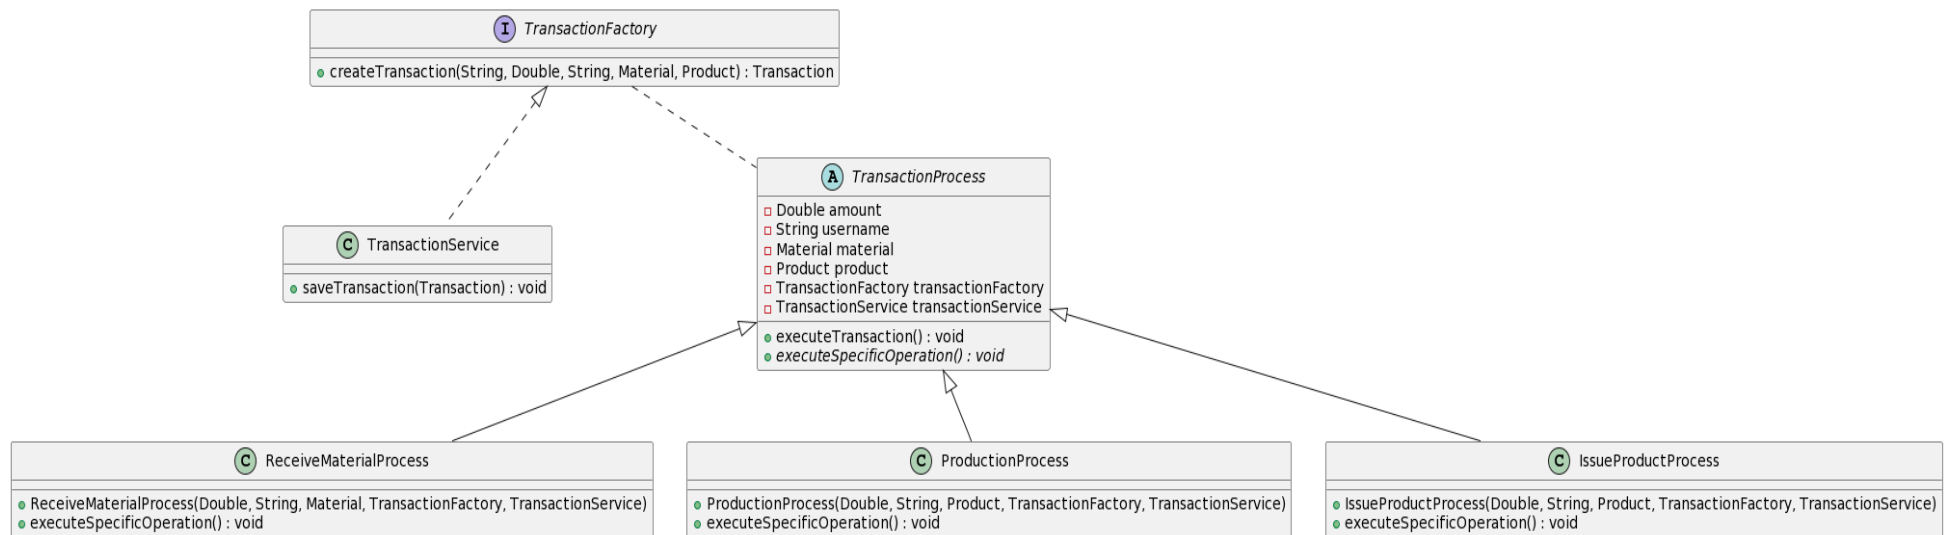 I TransactionFactory
createTransaction(String, Double, String, Material, Product) : Transaction
A TransactionProcess
Double amount
String username
Material material
Product product
TransactionFactory transactionFactory
TransactionService transactionService
executeTransaction() : void
executeSpecificOperation() : void
C TransactionService
saveTransaction(Transaction) : void
C ReceiveMaterialProcess
ReceiveMaterialProcess(Double, String, Material, TransactionFactory, TransactionService)
executeSpecificOperation() : void
C ProductionProcess
ProductionProcess(Double, String, Product, TransactionFactory, TransactionService)
executeSpecificOperation() : void
C IssueProductProcess
IssueProductProcess(Double, String, Product, TransactionFactory, TransactionService)
executeSpecificOperation() : void